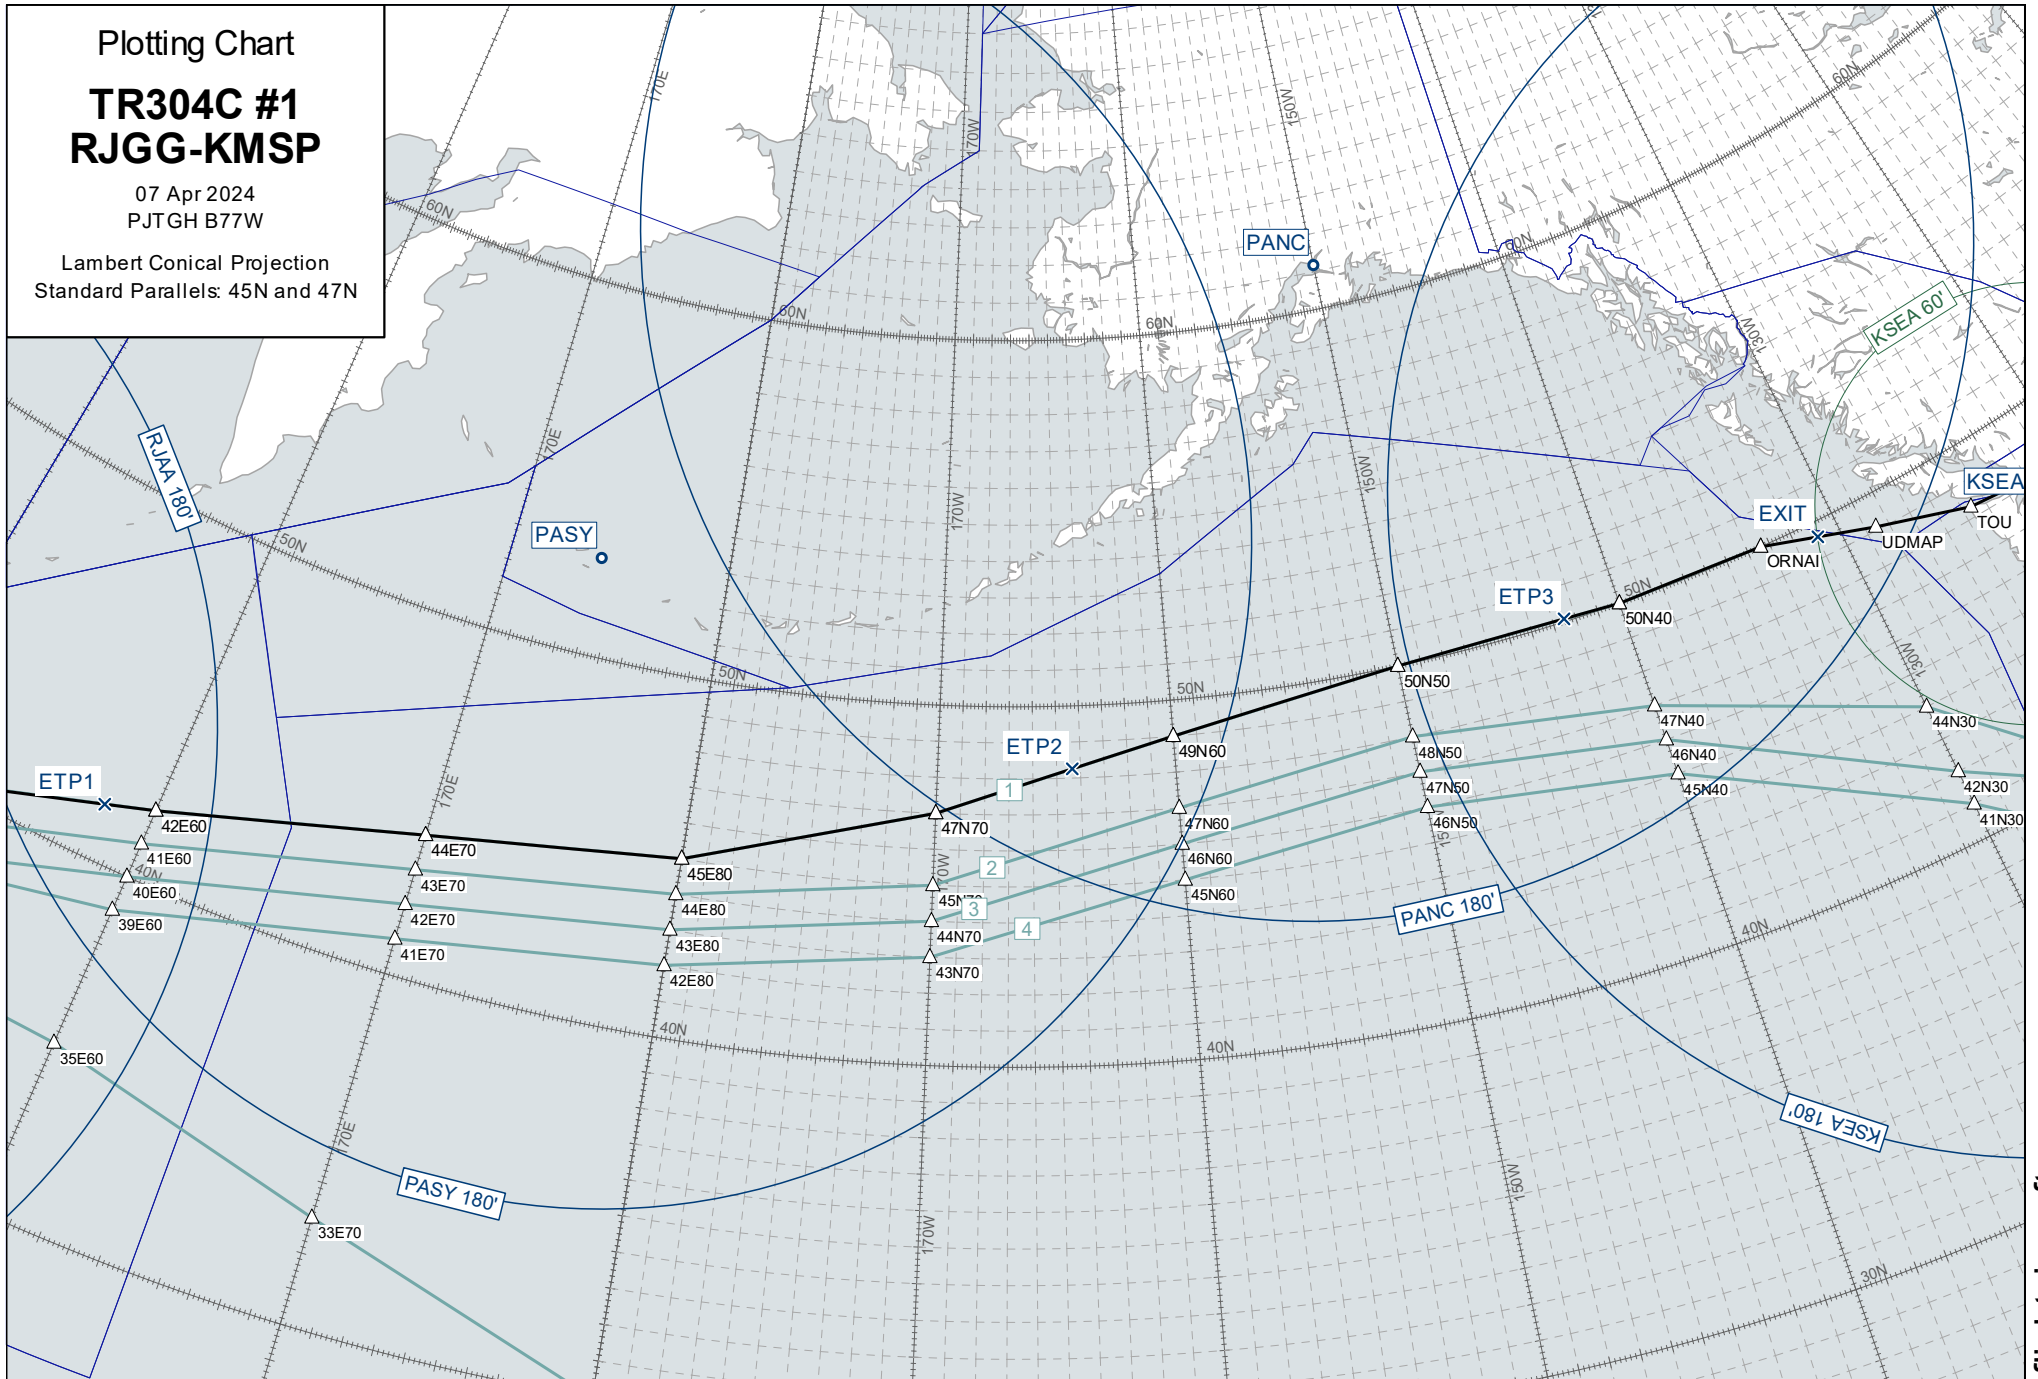 Plotting Chart
TR304C #1
RJGG-KMSP
07 Apr 2024
PJTGH B77W
Lambert Conical Projection
Standard Parallels: 45N and 47N
170E
170W
150W
60N
60N
60N
60N
60N
PANC
KSEA 60'
130W
RJAA 180'
170E
150W
170W
50N
PASY
KSEA
EXIT
TOU
UDMAP
ORNAI
ETP3
50N
50N40
130W
50N
50N
50N50
ETP2
49N60
47N40
44N30
48N50
46N40
ETP1
1
42E60
44E70
170E
47N70
47N60
47N50
45N40
42N30
41E60
45E80
46N50
41N30
40N
43E70
2
46N60
40E60
44E80
45N70
3
45N60
170W
150W
39E60
42E70
43E80
44N70
4
PANC 180'
40N
41E70
42E80
43N70
40N
40N
35E60
170E
KSEA 180'
PASY 180'
150W
33E70
170W
30N